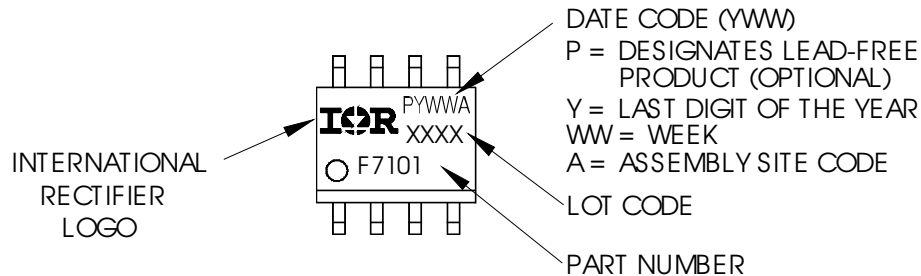 DATE CODE (YWW)
P = DESIGNATES LEAD-FREE
PRODUCT (OPTIONAL)
Y = LAST DIGIT OF THE YEAR
WW = WEEK
A = ASSEMBLY SITE CODE
LOT CODE
PART NUMBER
INTERNATIONAL
RECTIFIER
LOGO
PYWWA
IOR
XXXX
F7101